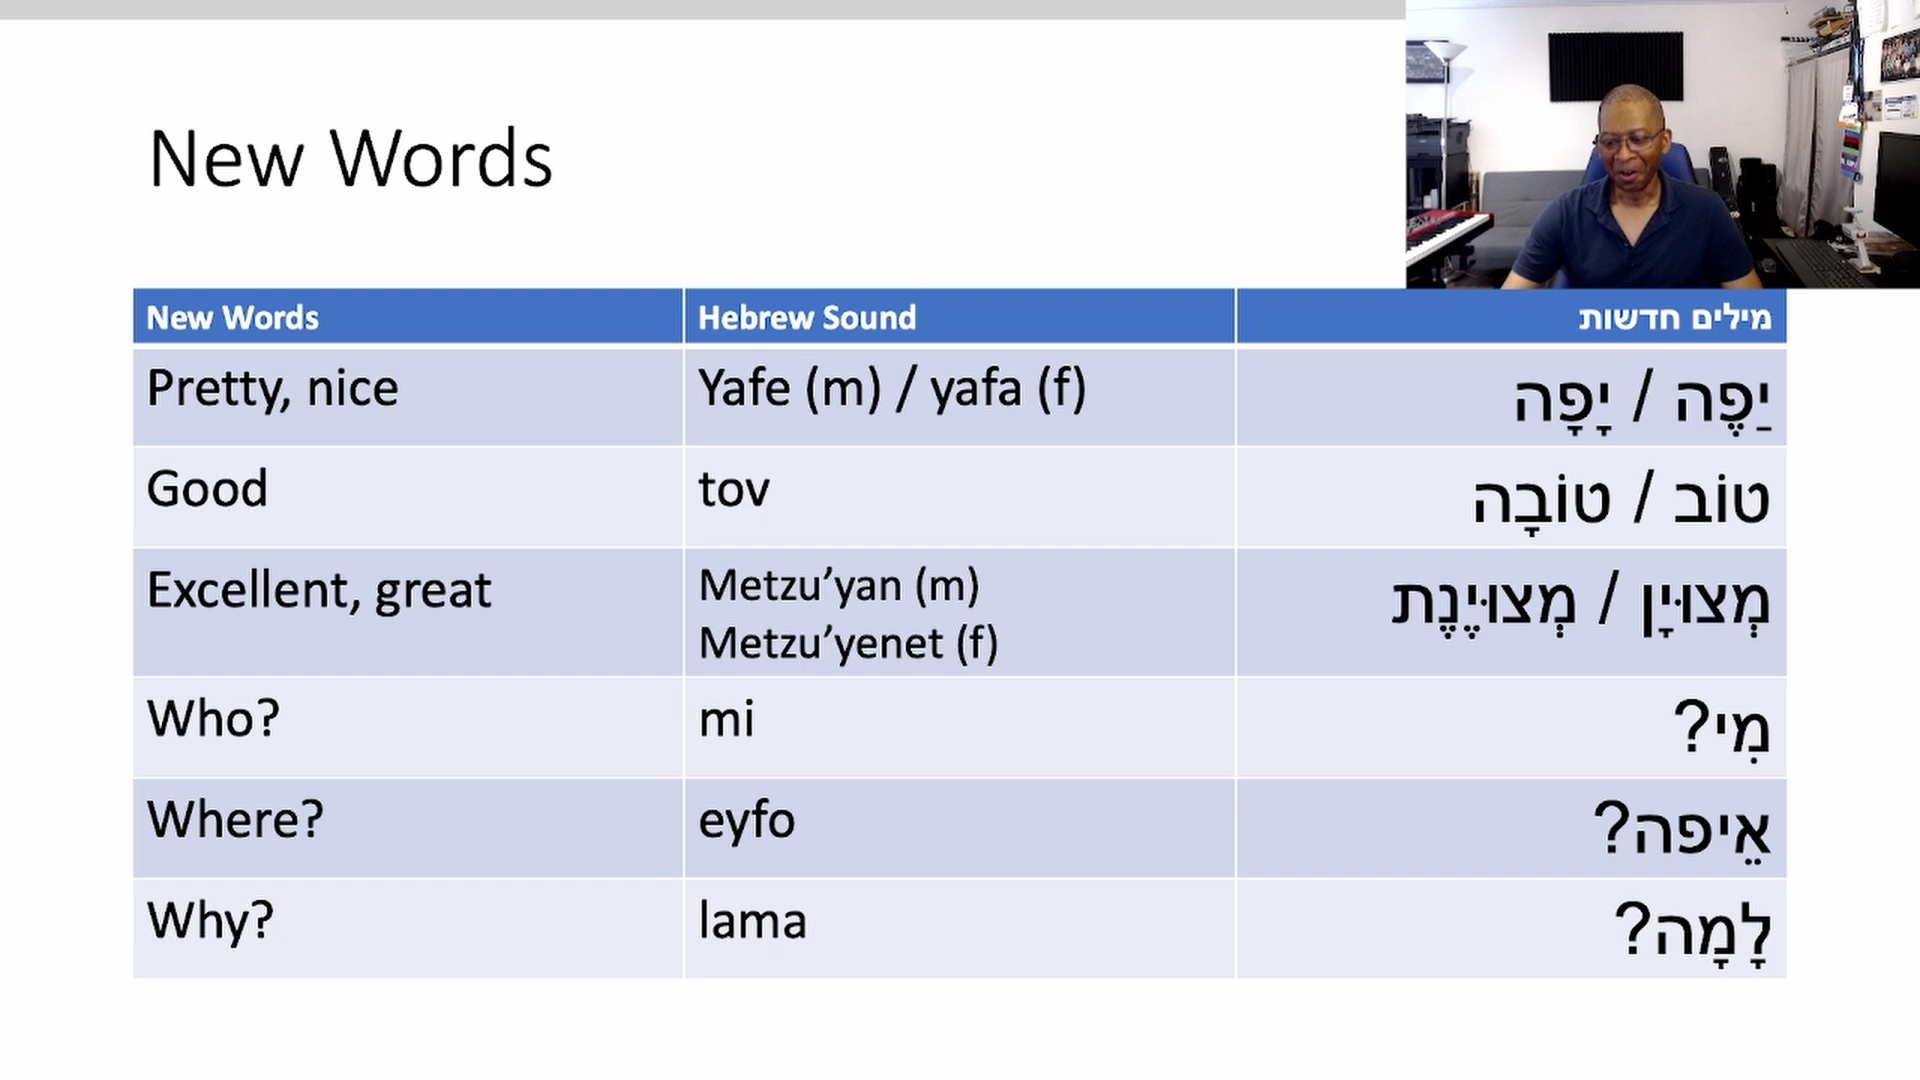 New Words
New Words
Hebrew Sound
מילים חדשות
Pretty, nice
Yafe (m) / yafa (f)
יַפֶה / יָפָה
Good
tov
טוֹב / טוֹבָה
Excellent, great
Metzu’yan (m)
Metzu’yenet (f)
מְצוּיָן / מְצוּיֶנֶת
Who?
mi
מִי?
Where?
eyfo
אֵיפה?
Why?
lama
לָמָה?